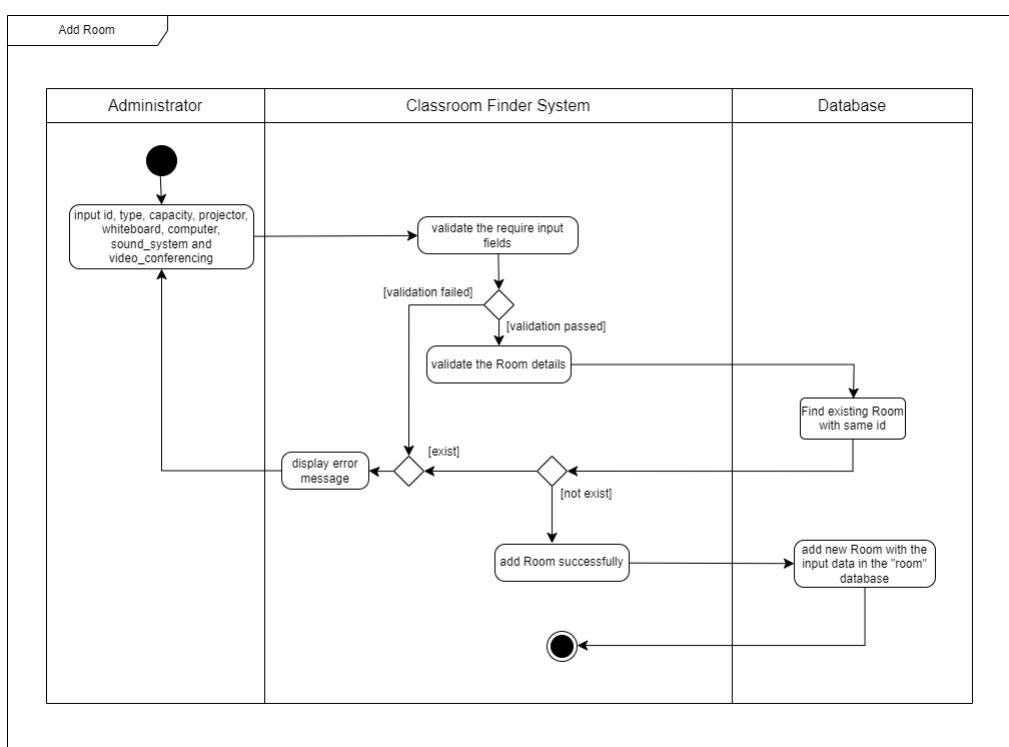 Add Room
Administrator
Classroom Finder System
Database
input id, type, capacity, projector,
whiteboard, computer,
sound_system and
video_conferencing
validate the require input
fields
[validation failed]
[validation passed]
validate the Room details
Find existing Room
with same id
[exist]
display error
message
[not exist]
add Room successfully
add new Room with the
input data in the "room"
database